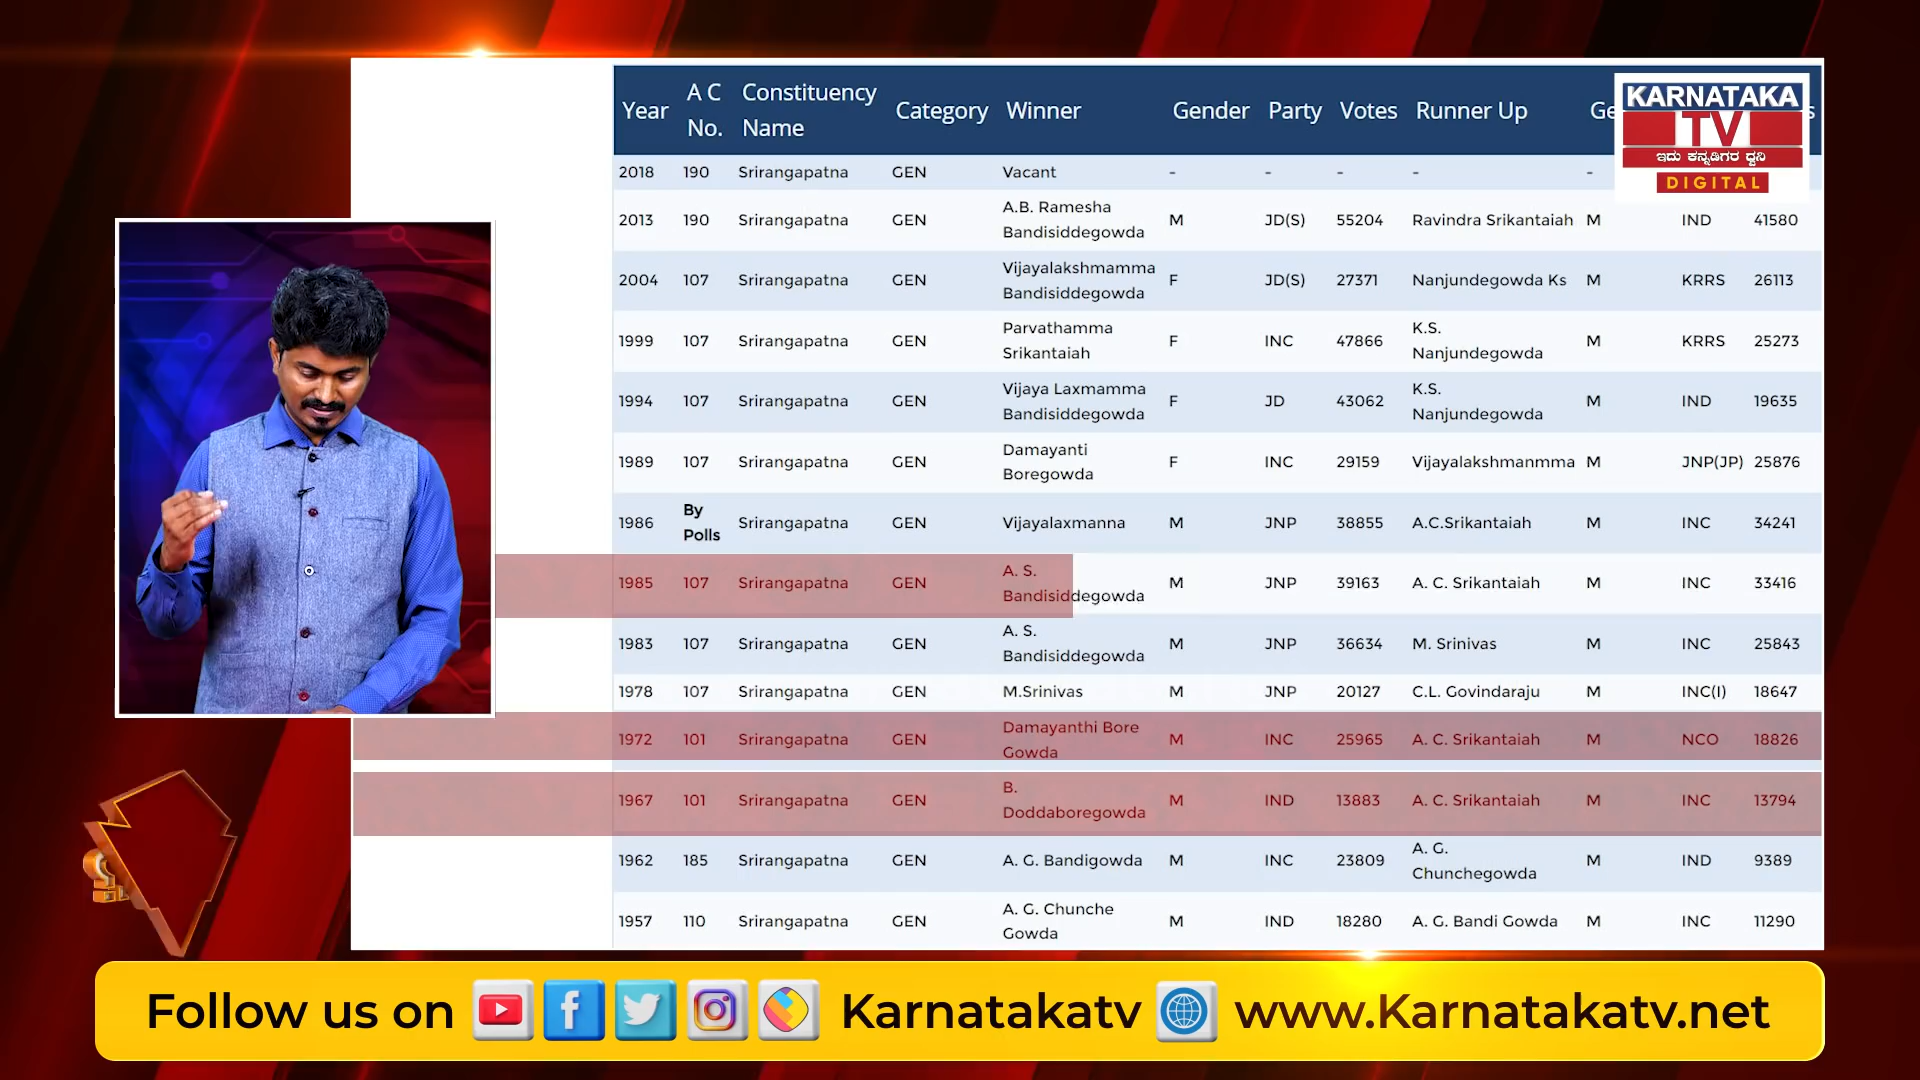 Year A C No. Constituency Name Category Winner Gender Party Votes Runner Up Ge
KARNATAKA
TV
ಇದು ಕನ್ನಡಿಗರ ಧ್ವನಿ
DIGITAL
2018 190 Srirangapatna GEN Vacant - - - - -
2013 190 Srirangapatna GEN A.B. Ramesha Bandisiddegowda M JD(S) 55204 Ravindra Srikantaiah M IND 41580
2004 107 Srirangapatna GEN Vijayalakshmamma Bandisiddegowda F JD(S) 27371 Nanjundegowda Ks M KRRS 26113
1999 107 Srirangapatna GEN Parvathamma Srikantaiah F INC 47866 K.S. Nanjundegowda M KRRS 25273
1994 107 Srirangapatna GEN Vijaya Laxmamma Bandisiddegowda F JD 43062 K.S. Nanjundegowda M IND 19635
1989 107 Srirangapatna GEN Damayanti Boregowda F INC 29159 Vijayalakshmanmma M JNP(JP) 25876
1986 By Polls Srirangapatna GEN Vijayalaxmanna M JNP 38855 A.C.Srikantaiah M INC 34241
1985 107 Srirangapatna GEN A. S. Bandisiddegowda M JNP 39163 A. C. Srikantaiah M INC 33416
1983 107 Srirangapatna GEN A. S. Bandisiddegowda M JNP 36634 M. Srinivas M INC 25843
1978 107 Srirangapatna GEN M.Srinivas M JNP 20127 C.L. Govindaraju M INC(I) 18647
1972 101 Srirangapatna GEN Damayanthi Bore Gowda M INC 25965 A. C. Srikantaiah M NCO 18826
1967 101 Srirangapatna GEN B. Doddaboregowda M IND 13883 A. C. Srikantaiah M INC 13794
1962 185 Srirangapatna GEN A. G. Bandigowda M INC 23809 A. G. Chunchegowda M IND 9389
1957 110 Srirangapatna GEN A. G. Chunche Gowda M IND 18280 A. G. Bandi Gowda M INC 11290
Follow us on Karnatakatv www.Karnatakatv.net